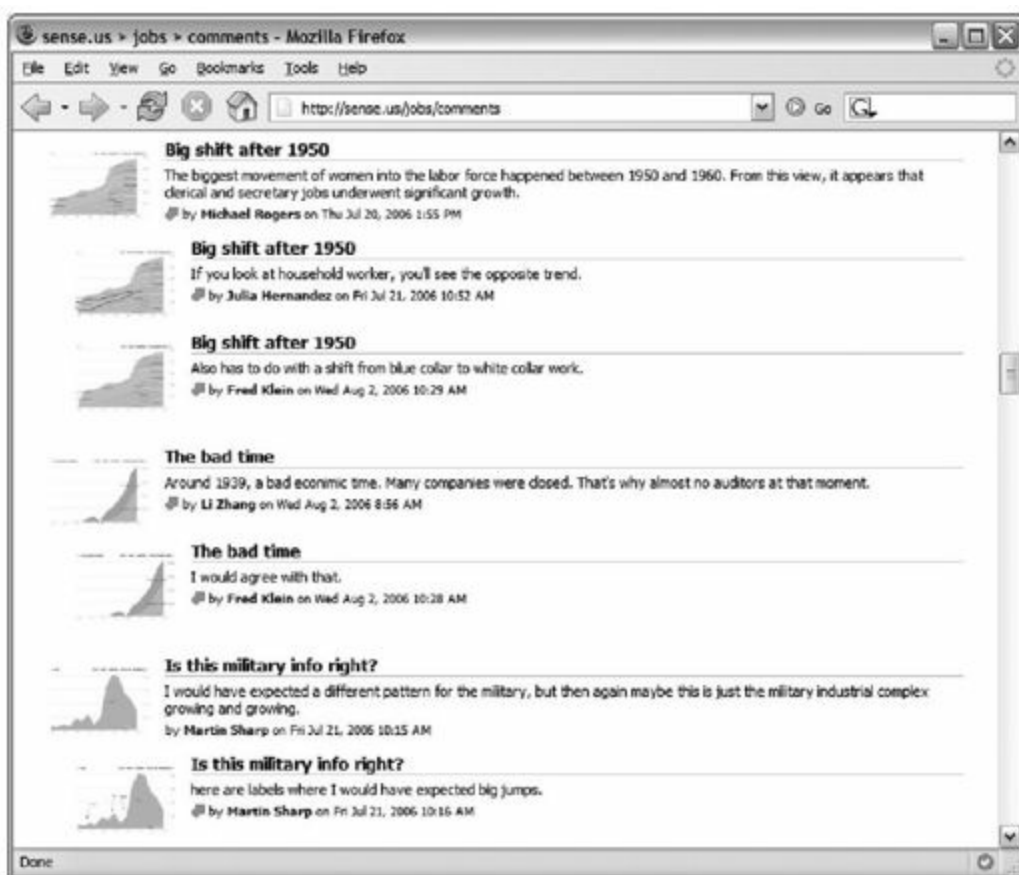 sense.us > jobs > comments - Mozilla Firefox
File Edit View Go Bookmarks Tools Help
http://sense.us/jobs/comments Go G
Big shift after 1950
The biggest movement of women into the labor force happened between 1950 and 1960. From this view, it appears that
clerical and secretary jobs underwent significant growth.
by Michael Rogers on Thu Jul 20, 2006 1:55 PM
Big shift after 1950
If you look at household worker, you'll see the opposite trend.
by Julia Hernandez on Fri Jul 21, 2006 10:52 AM
Big shift after 1950
Also has to do with a shift from blue collar to white collar work.
by Fred Klein on Wed Aug 2, 2006 10:29 AM
The bad time
Around 1939, a bad econimic time. Many companies were closed. That's why almost no auditors at that moment.
by Li Zhang on Wed Aug 2, 2006 8:56 AM
The bad time
I would agree with that.
by Fred Klein on Wed Aug 2, 2006 10:28 AM
Is this military info right?
I would have expected a different pattern for the military, but then again maybe this is just the military industrial complex
growing and growing.
by Martin Sharp on Fri Jul 21, 2006 10:15 AM
Is this military info right?
here are labels where I would have expected big jumps.
by Martin Sharp on Fri Jul 21, 2006 10:16 AM
Done